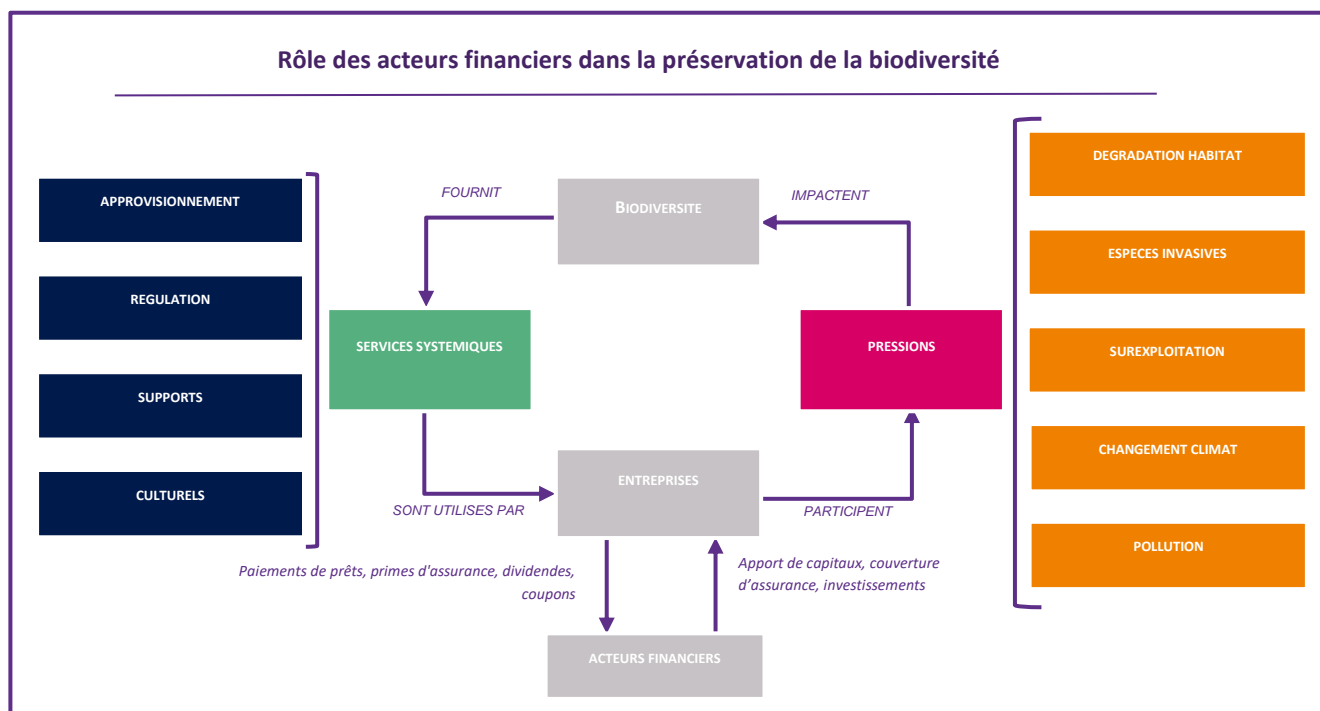 Rôle des acteurs financiers dans la préservation de la biodiversité
APPROVISIONNEMENT
REGULATION
SUPPORTS
CULTURELS
FOURNIT
BIODIVERSITE
IMPACTENT
SERVICES SYSTEMIQUES
PRESSIONS
SONT UTILISES PAR
ENTREPRISES
PARTICIPENT
Paiements de prêts, primes d'assurance, dividendes,
coupons
Apport de capitaux, couverture
d’assurance, investissements
ACTEURS FINANCIERS
DEGRADATION HABITAT
ESPECES INVASIVES
SUREXPLOITATION
CHANGEMENT CLIMAT
POLLUTION